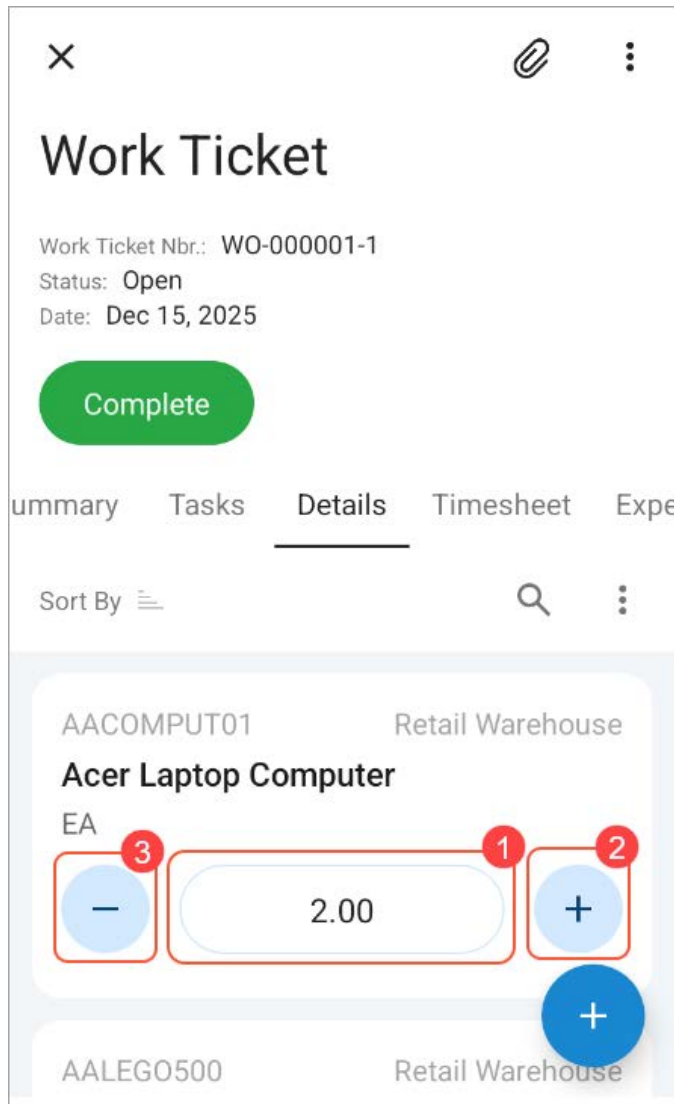 Work Ticket
Work Ticket Nbr.: WO-000001-1
Status: Open
Date: Dec 15, 2025
Complete
ummary Tasks Details Timesheet Expe
Sort By
AACOMPUT01 Retail Warehouse
Acer Laptop Computer
EA
3 1 2
− 2.00 +
+
AALEGO500 Retail Warehouse